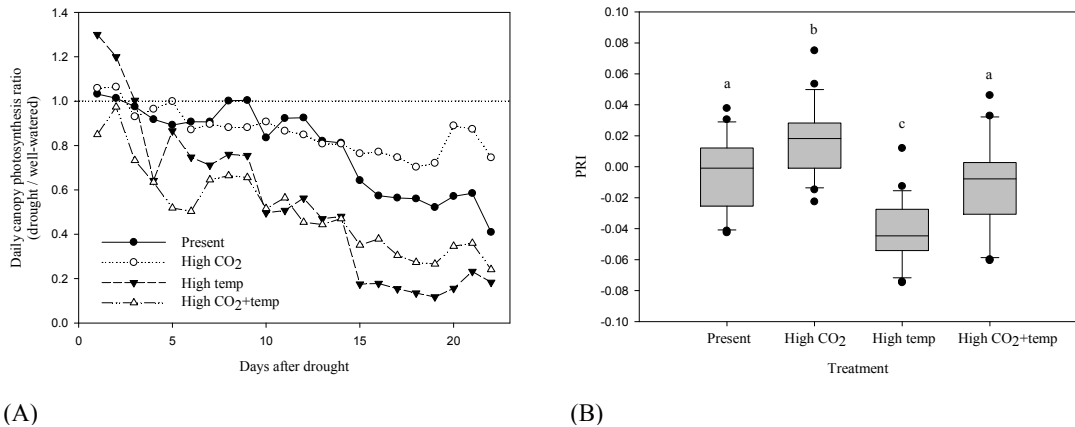 1.4
1.2
1.0
0.8
0.6
0.4
0.2
0.0
Daily canopy photosynthesis ratio
(drought / well-watered)
Present
High CO2
High temp
High CO2+temp
0 5 10 15 20
Days after drought
(A)
0.10
0.08
0.06
0.04
0.02
0.00
-0.02
-0.04
-0.06
-0.08
-0.10
PRI
a
b
c
a
Present High CO2 High temp High CO2+temp
Treatment
(B)